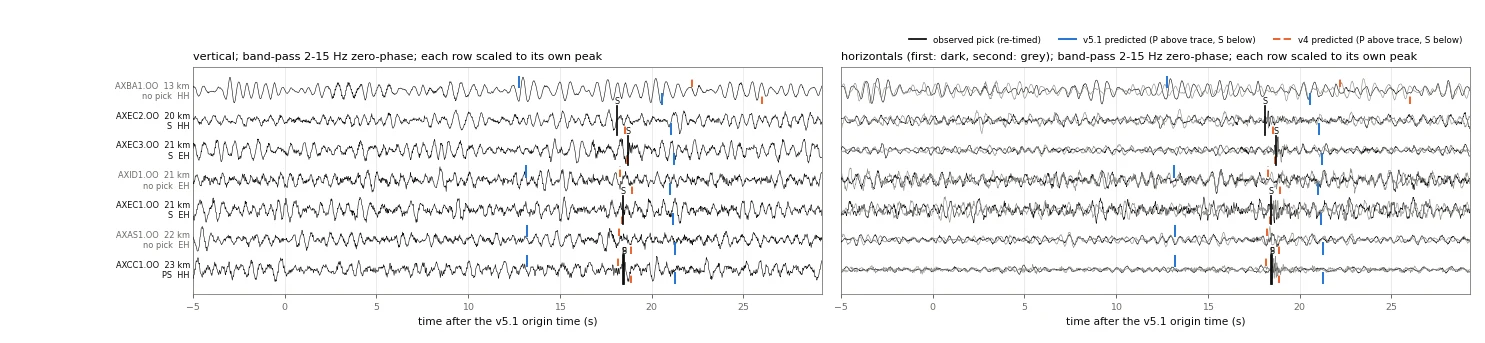 observed pick (re-timed)
v5.1 predicted (P above trace, S below)
v4 predicted (P above trace, S below)
vertical; band-pass 2-15 Hz zero-phase; each row scaled to its own peak
horizontals (first: dark, second: grey); band-pass 2-15 Hz zero-phase; each row scaled to its own peak
AXBA1.OO 13 km
no pick HH
AXEC2.OO 20 km
S HH
AXEC3.OO 21 km
S EH
AXID1.OO 21 km
no pick EH
AXEC1.OO 21 km
S EH
AXAS1.OO 22 km
no pick EH
AXCC1.OO 23 km
PS HH
S
S
S
S
S
S
−5 0 5 10 15 20 25
−5 0 5 10 15 20 25
time after the v5.1 origin time (s)
time after the v5.1 origin time (s)